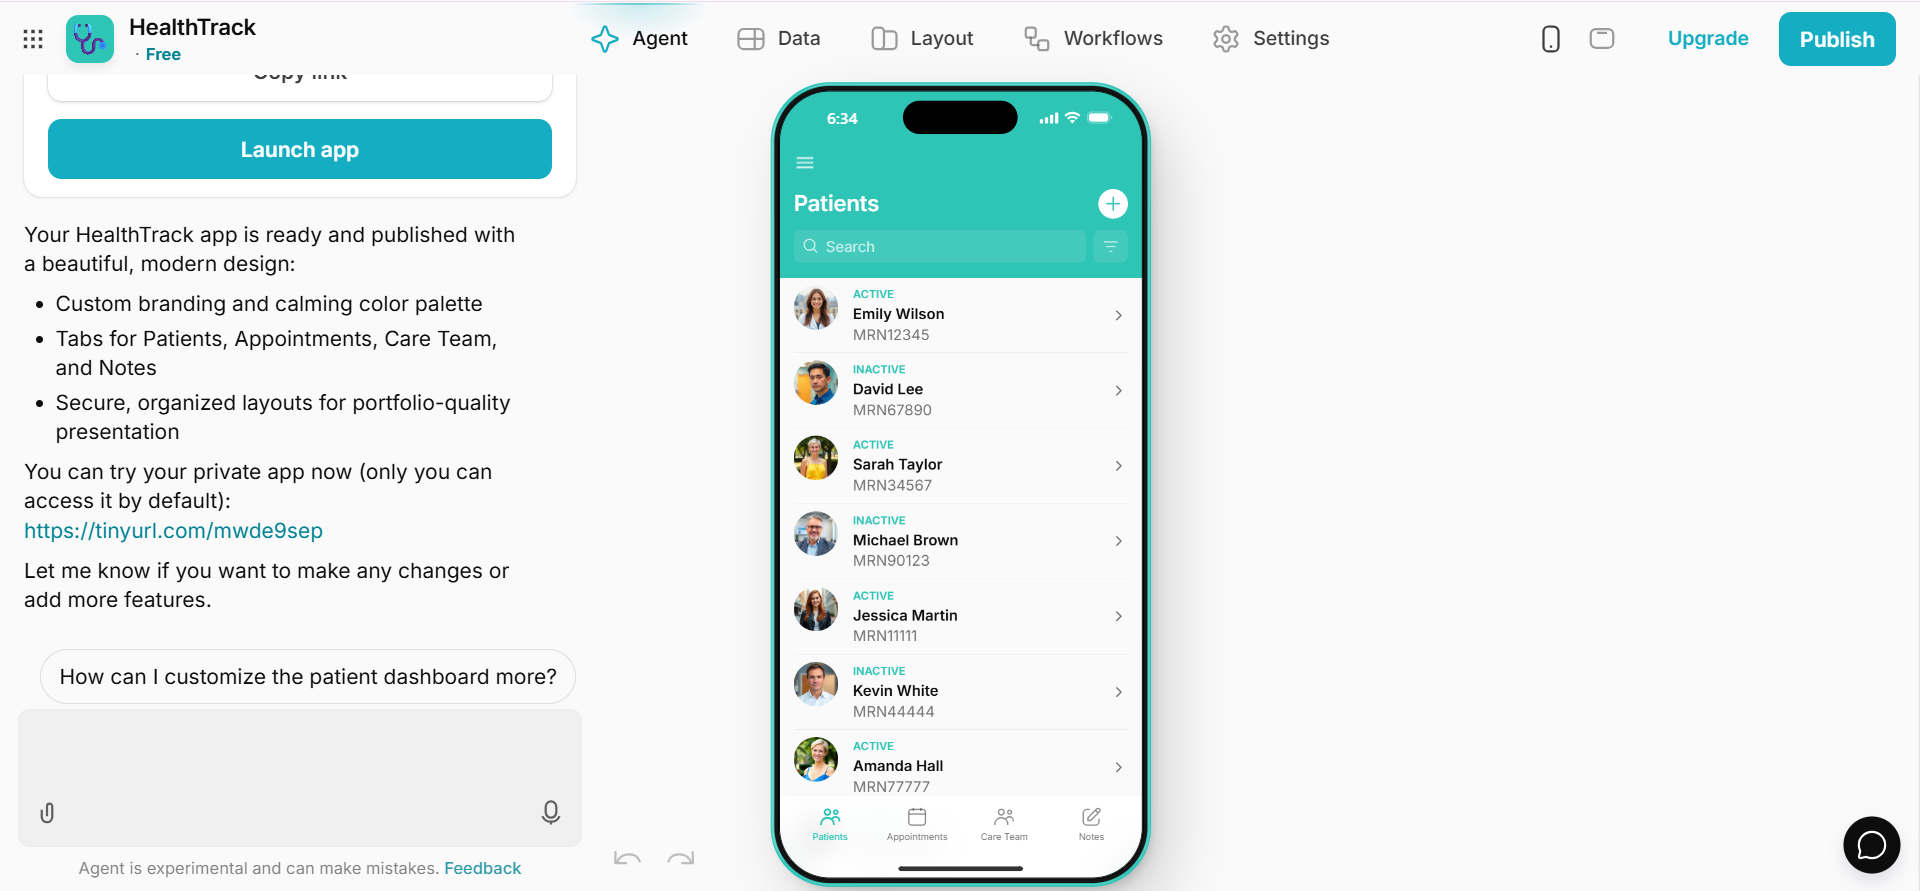 HealthTrack
· Free
Agent
Data
Layout
Workflows
Settings
Upgrade
Publish
Copy link
Launch app
Your HealthTrack app is ready and published with
a beautiful, modern design:
• Custom branding and calming color palette
• Tabs for Patients, Appointments, Care Team,
and Notes
• Secure, organized layouts for portfolio-quality
presentation
You can try your private app now (only you can
access it by default):
https://tinyurl.com/mwde9sep
Let me know if you want to make any changes or
add more features.
How can I customize the patient dashboard more?
Agent is experimental and can make mistakes. Feedback
6:34
Patients
Search
ACTIVE
Emily Wilson
MRN12345
INACTIVE
David Lee
MRN67890
ACTIVE
Sarah Taylor
MRN34567
INACTIVE
Michael Brown
MRN90123
ACTIVE
Jessica Martin
MRN11111
INACTIVE
Kevin White
MRN44444
ACTIVE
Amanda Hall
MRN77777
Patients
Appointments
Care Team
Notes